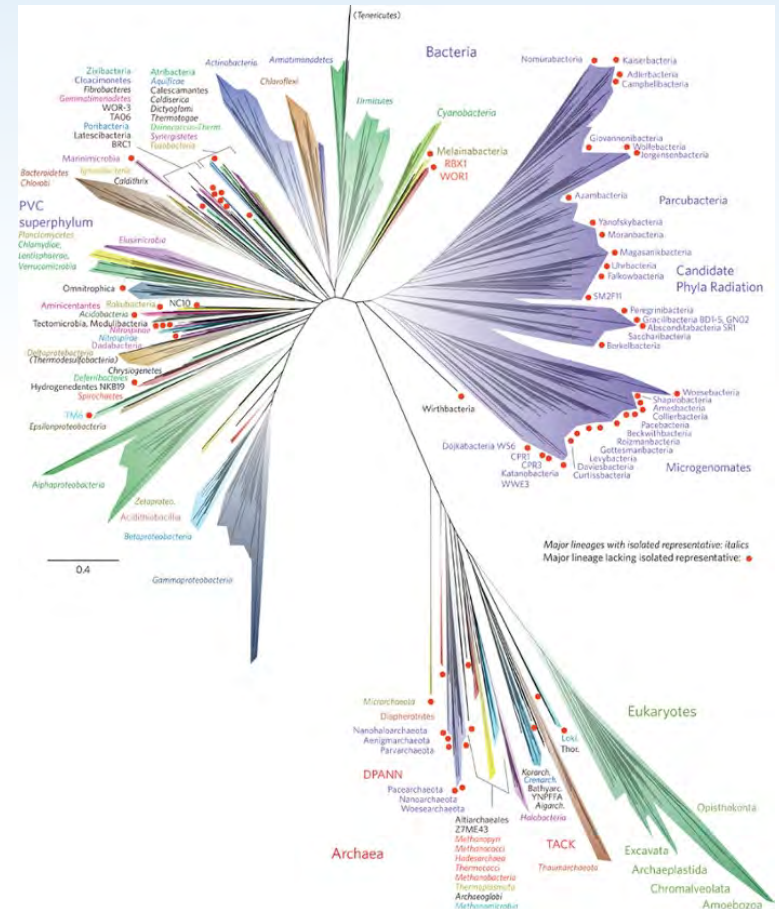 (Tenericutes)
Bacteria
Zixibacteria
Cloacimonetes
Fibrobacteres
Gemmatimonadetes
WOR-3
TA06
Poribacteria
Latescibacteria
BRC1
Atribacteria
Aquificae
Calescamantes
Caldiserica
Dictyoglomi
Thermotogae
Deinococcus-Therm.
Synergistetes
Fusobacteria
Actinobacteria
Armatimonadetes
Chloroflexi
Firmicutes
Cyanobacteria
Melainabacteria
RBX1
WOR1
Nomurabacteria
Kaiserbacteria
Adlerbacteria
Campbellbacteria
Giovannonibacteria
Wolfebacteria
Jorgensenbacteria
Azambacteria
Parcubacteria
Yanofskybacteria
Moranbacteria
Magasanikbacteria
Uhrbacteria
Falkowbacteria
Candidate
Phyla Radiation
SM2F11
Peregrinibacteria
Gracilibacteria BD1-5, GN02
Absconditabacteria SR1
Saccharibacteria
Berkelbacteria
Marinimicrobia
Ignavibacteria
Bacteroidetes
Chlorobi
Caldithrix
PVC
superphylum
Planctomycetes
Chlamydiae,
Lentisphaerae,
Verrucomicrobia
Elusimicrobia
Omnitrophica
Aminicentantes
Rokubacteria
NC10
Acidobacteria
Tectomicrobia, Modulibacteria
Nitrospinae
Nitrospirae
Dadabacteria
Deltaprotebacteria
(Thermodesulfobacteria)
Chrysiogenetes
Deferribacteres
Hydrogenedentes NKB19
Spirochaetes
TM6
Epsilonproteobacteria
Alphaproteobacteria
Zetaproteo.
Acidithiobacillia
Betaproteobacteria
Gammaproteobacteria
0.4
Wirthbacteria
Woesebacteria
Shapirobacteria
Amesbacteria
Collierbacteria
Pacebacteria
Beckwithbacteria
Roizmanbacteria
Gottesmanbacteria
Levybacteria
Daviesbacteria
Curtissbacteria
Dojkabacteria WS6
CPR1
CPR3
Katanobacteria
WWE3
Microgenomates
Major lineages with isolated representative: italics
Major lineage lacking isolated representative:
Micrarchaeota
Diapherotrites
Nanohaloarchaeota
Aenigmarchaeota
Parvarchaeota
DPANN
Pacearchaeota
Nanoarchaeota
Woesearchaeota
Archaea
Altiarchaeales
Z7ME43
Methanopyri
Methanococci
Hadesarchaea
Thermococci
Methanobacteria
Thermoplasmata
Archaeoglobi
Methanomicrobia
Halobacteria
Korarch.
Crenarch.
Bathyarc.
YNPFFA
Aigarch.
TACK
Thaumarchaeota
Loki.
Thor.
Eukaryotes
Opisthokonta
Excavata
Archaeplastida
Chromalveolata
Amoebozoa